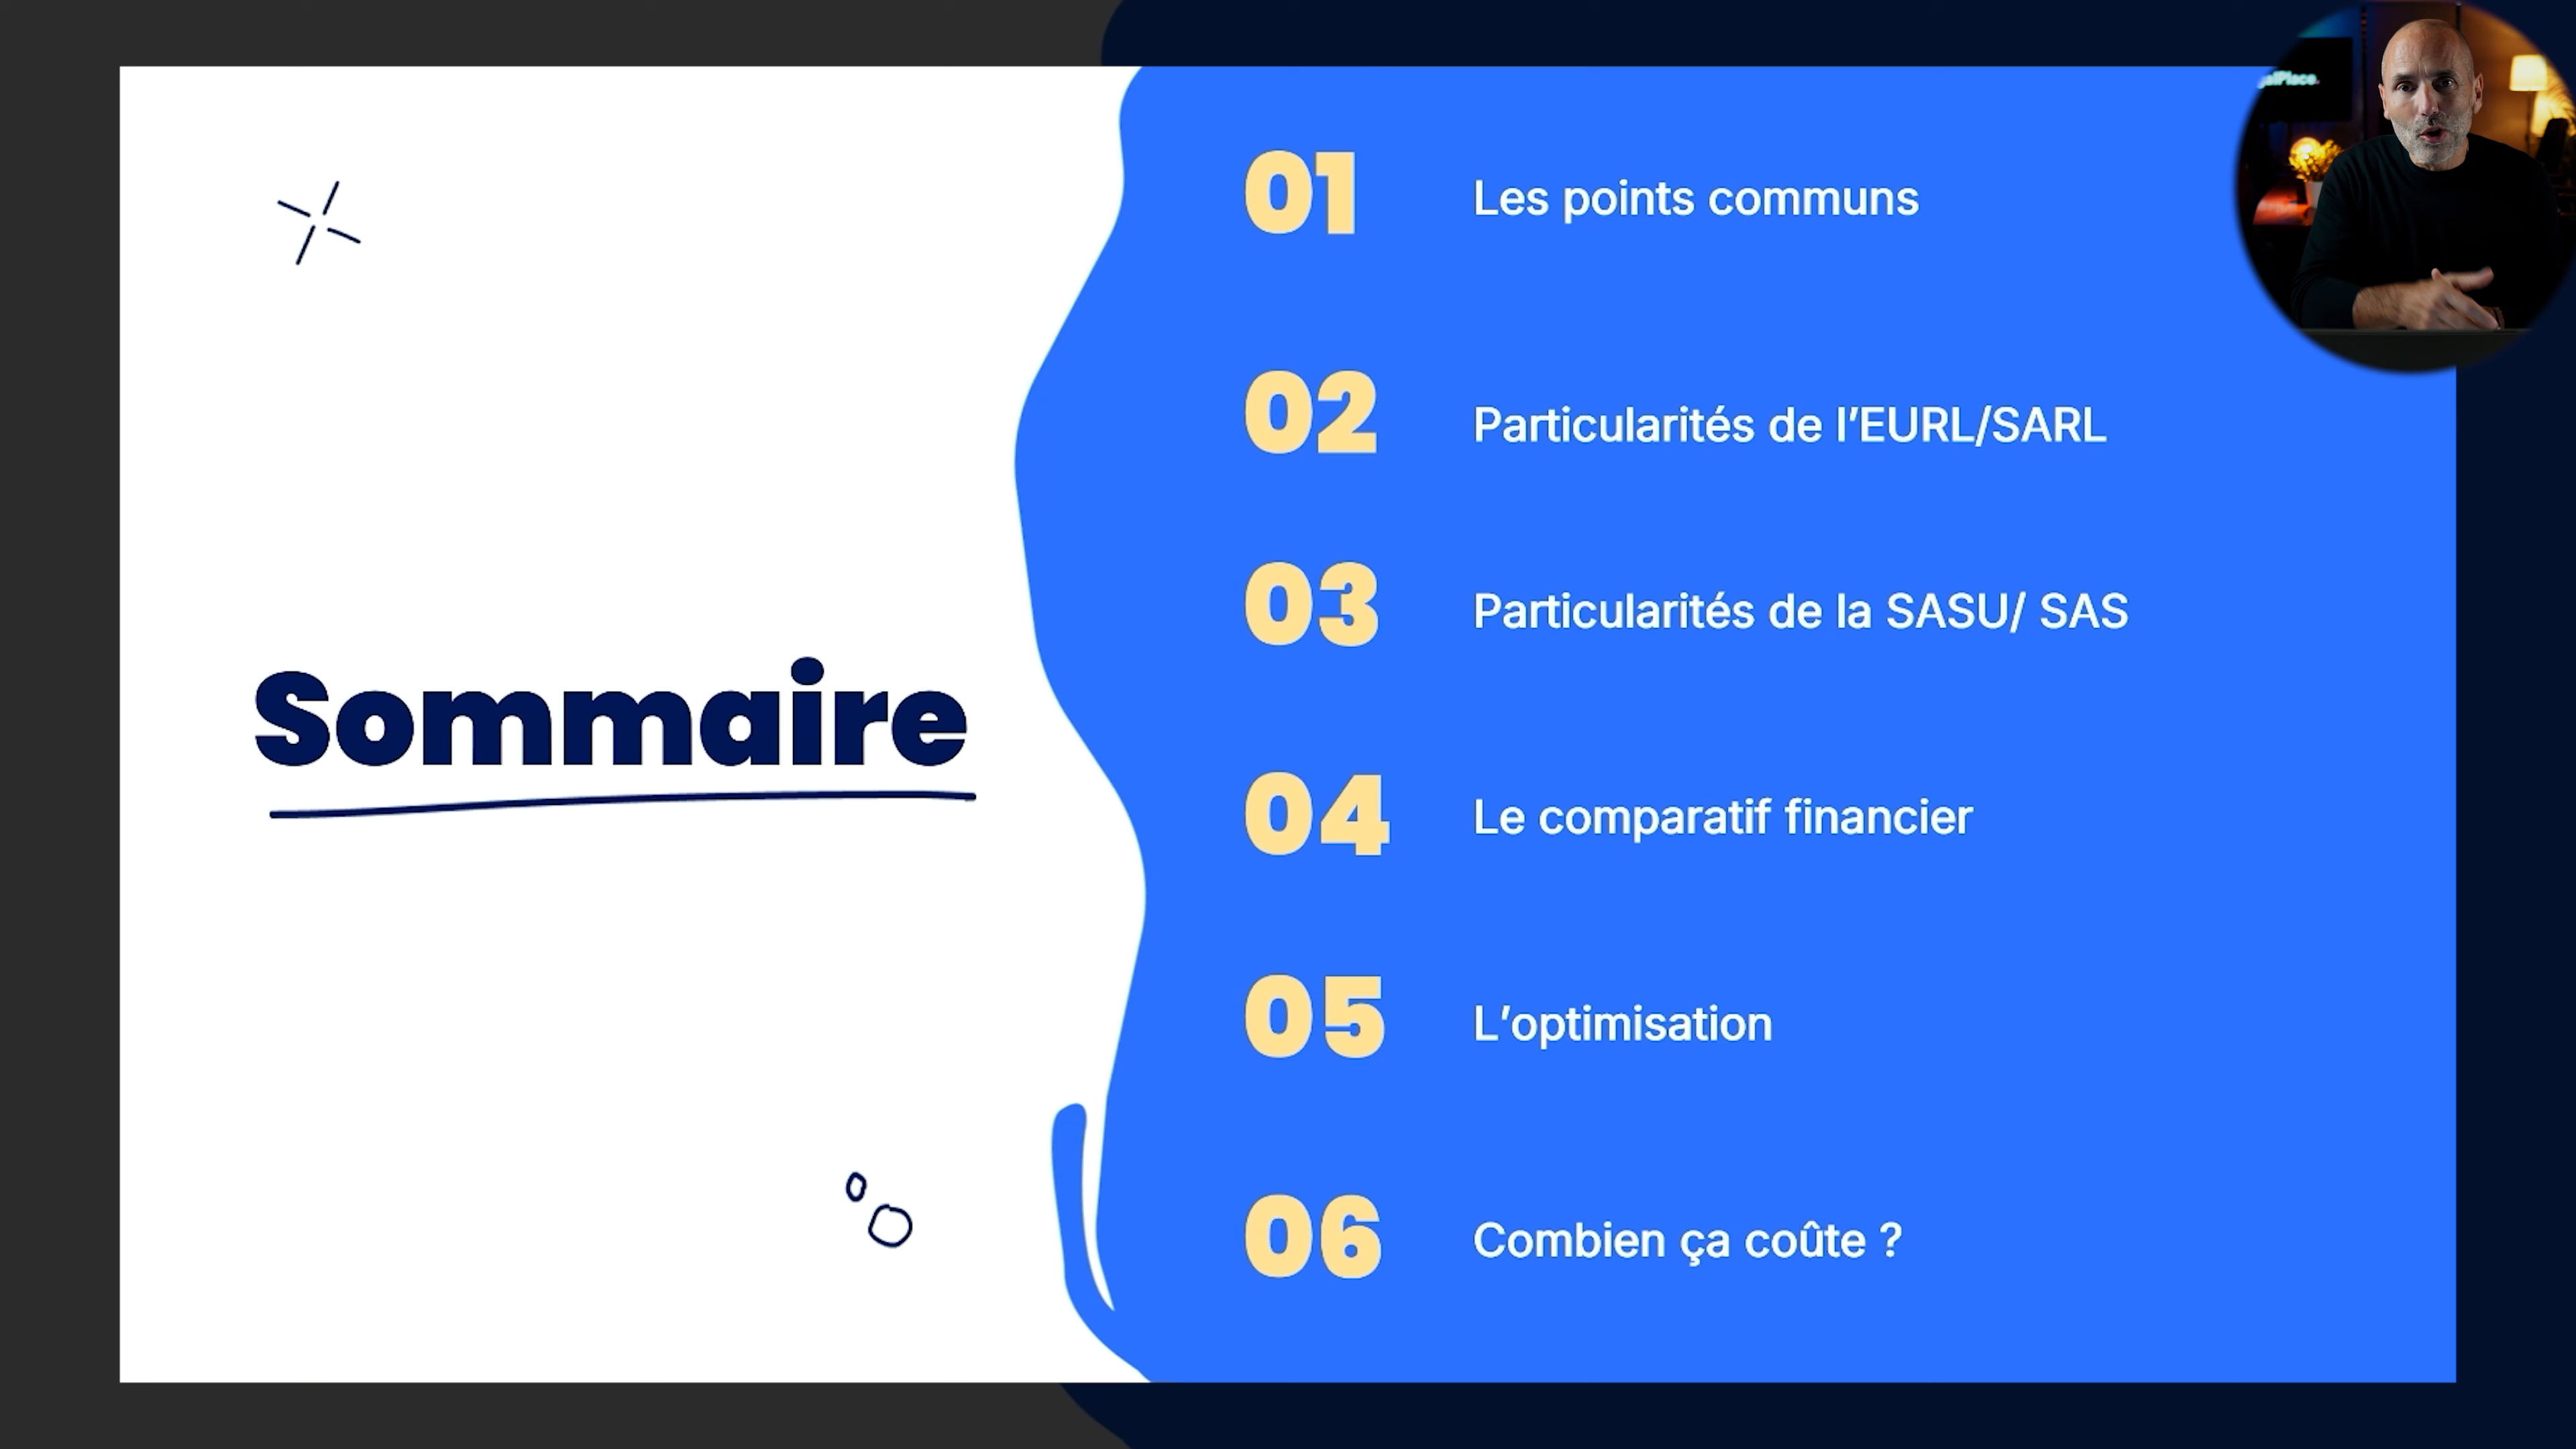 Sommaire
01 Les points communs
02 Particularités de l’EURL/SARL
03 Particularités de la SASU/ SAS
04 Le comparatif financier
05 L’optimisation
06 Combien ça coûte ?